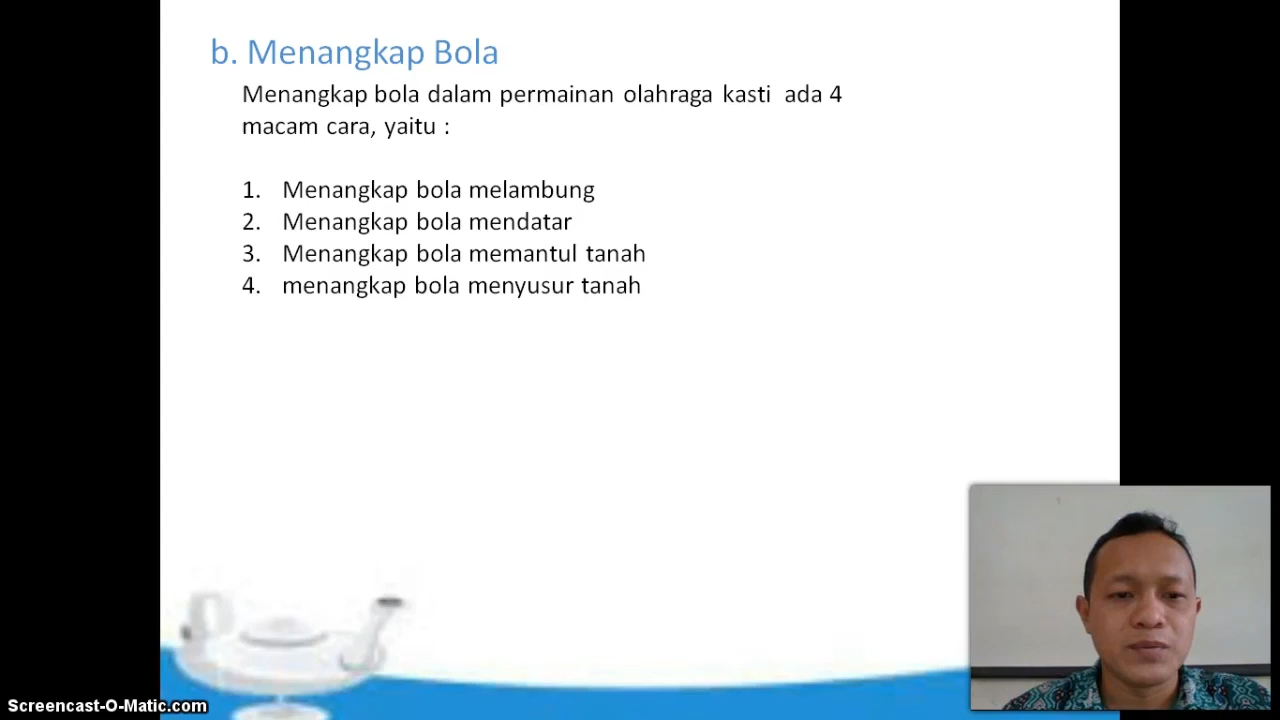 b. Menangkap Bola
Menangkap bola dalam permainan olahraga kasti ada 4
macam cara, yaitu :
1. Menangkap bola melambung
2. Menangkap bola mendatar
3. Menangkap bola memantul tanah
4. menangkap bola menyusur tanah
Screencast-O-Matic.com